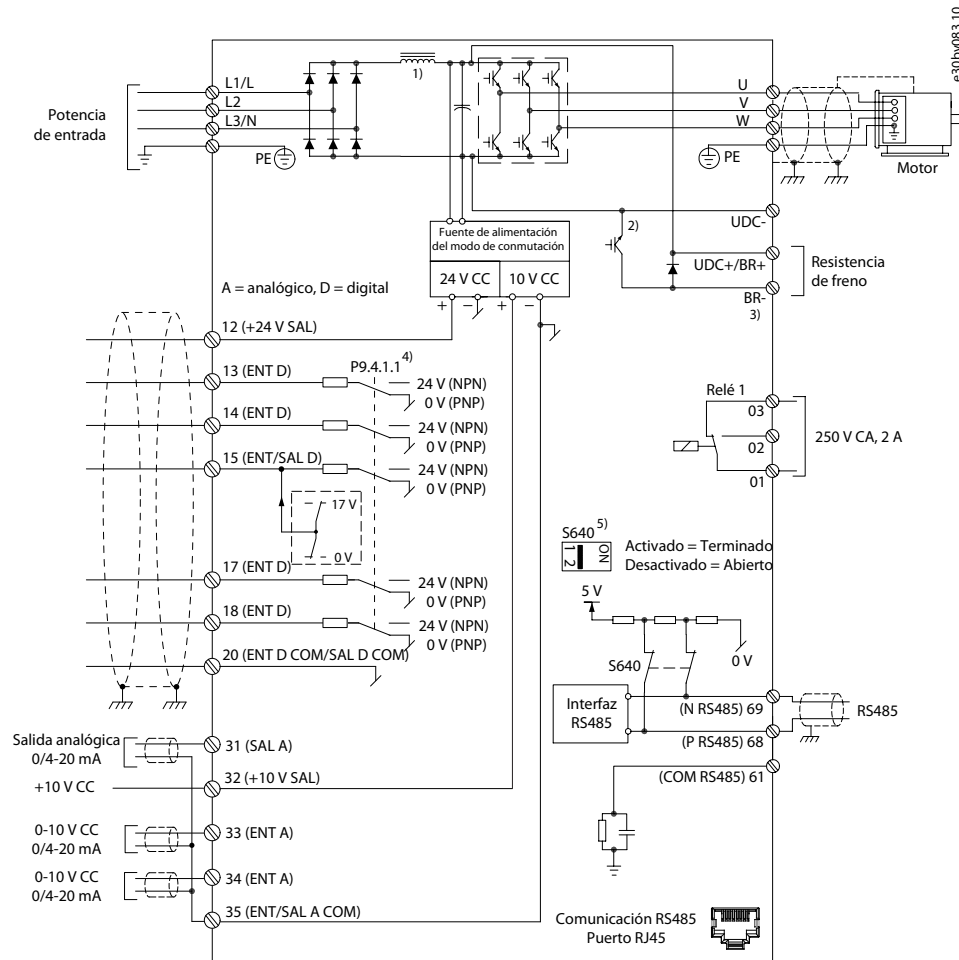 e30bv083.10
Potencia
de entrada
L1/L
L2
L3/N
PE
1)
U
V
W
PE
Motor
UDC-
2)
UDC+/BR+
BR-
3)
Resistencia
de freno
Fuente de alimentación
del modo de conmutación
24 V CC
10 V CC
+ − + −
A = analógico, D = digital
12 (+24 V SAL)
P9.4.1.1 4)
13 (ENT D)
24 V (NPN)
0 V (PNP)
14 (ENT D)
24 V (NPN)
0 V (PNP)
15 (ENT/SAL D)
24 V (NPN)
0 V (PNP)
17 V
0 V
17 (ENT D)
24 V (NPN)
0 V (PNP)
18 (ENT D)
24 V (NPN)
0 V (PNP)
20 (ENT D COM/SAL D COM)
Relé 1
03
02
01
250 V CA, 2 A
S640 5)
ON
1 2
Activado = Terminado
Desactivado = Abierto
5 V
0 V
S640
Interfaz
RS485
(N RS485) 69
(P RS485) 68
RS485
(COM RS485) 61
Salida analógica
0/4-20 mA
31 (SAL A)
+10 V CC
32 (+10 V SAL)
0-10 V CC
0/4-20 mA
33 (ENT A)
0-10 V CC
0/4-20 mA
34 (ENT A)
35 (ENT/SAL A COM)
Comunicación RS485
Puerto RJ45